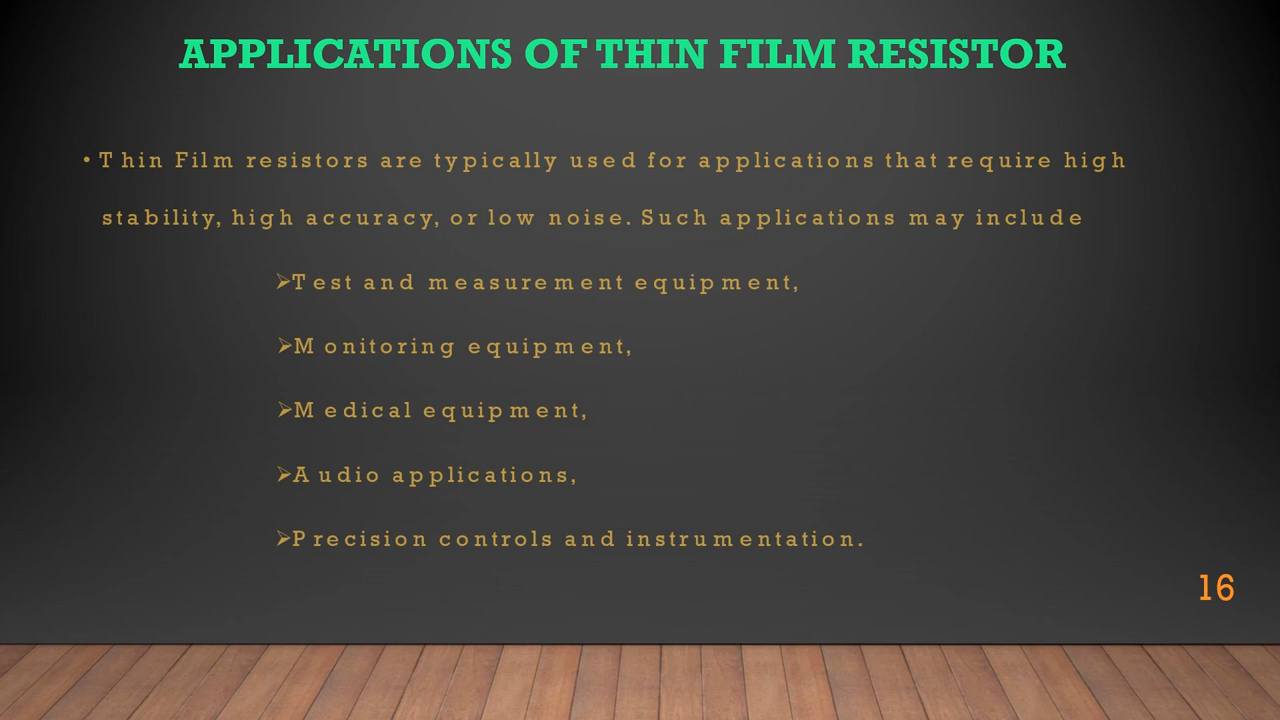 APPLICATIONS OF THIN FILM RESISTOR
• Thin Film resistors are typically used for applications that require high
stability, high accuracy, or low noise. Such applications may include
➢Test and measurement equipment,
➢Monitoring equipment,
➢Medical equipment,
➢Audio applications,
➢Precision controls and instrumentation.
16